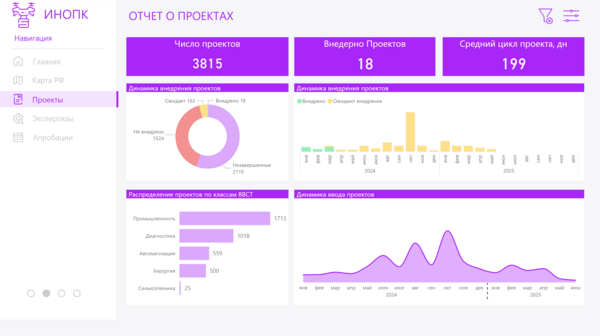 ИНОПК
ОТЧЕТ О ПРОЕКТАХ
Навигация
Главная
Карта РФ
Проекты
Экспертизы
Апробации
Число проектов
3815
Внедерно Проектов
18
Средний цикл проекта, дн
199
Динамика внедрения проектов
Ожидает 163
Внедрено 18
Не внедрено
1524
Незавершенные
2110
Динамика внедрения проектов
Внедрено
Ожидают внедрения
янв фев мар апр май июн июл авг сен окт ноя дек янв фев мар апр май июн июл авг сен окт ноя дек
2024 2025
Распределение проектов по классам ВВСТ
Промышленность 1713
Диагностика 1018
Автоматизация 559
Хирургия 500
Сельхозтехника 25
Динамика ввода проектов
янв фев мар апр май июн июл авг сен окт ноя дек янв фев мар апр май июн
2024 2025